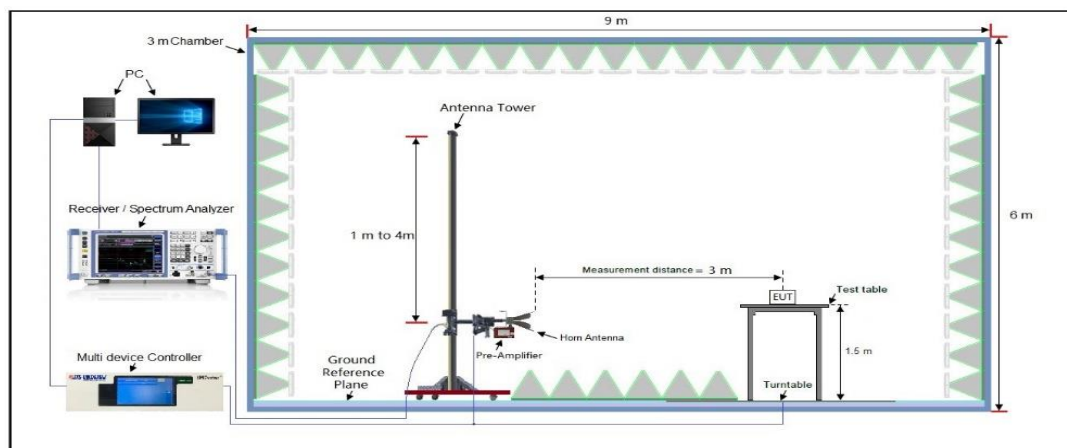 9 m
3 m Chamber
PC
Antenna Tower
Receiver / Spectrum Analyzer
1 m to 4m
6 m
Measurement distance = 3 m
EUT
Test table
Horn Antenna
Pre-Amplifier
1.5 m
Multi device Controller
Ground
Reference
Plane
Turntable